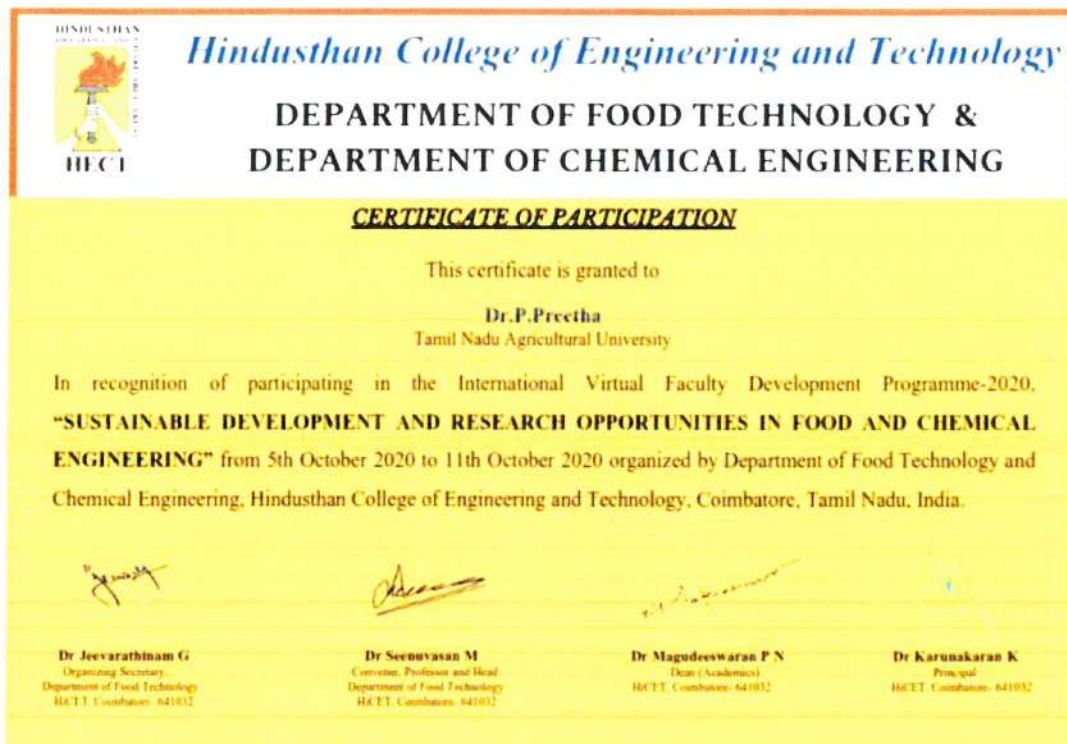 HINDUSTHAN
Hindusthan College of Engineering and Technology
DEPARTMENT OF FOOD TECHNOLOGY &
DEPARTMENT OF CHEMICAL ENGINEERING
CERTIFICATE OF PARTICIPATION
This certificate is granted to
Dr.P.Preetha
Tamil Nadu Agricultural University
In recognition of participating in the International Virtual Faculty Development Programme-2020,
“SUSTAINABLE DEVELOPMENT AND RESEARCH OPPORTUNITIES IN FOOD AND CHEMICAL
ENGINEERING” from 5th October 2020 to 11th October 2020 organized by Department of Food Technology and
Chemical Engineering, Hindusthan College of Engineering and Technology, Coimbatore, Tamil Nadu, India.
Dr Jeevarathinam G
Organizing Secretary,
Department of Food Technology
HiCET, Coimbatore- 641032
Dr Seenuvasan M
Convener, Professor and Head
Department of Food Technology
HiCET, Coimbatore- 641032
Dr Magudeeswaran P N
Dean (Academics)
HiCET, Coimbatore- 641032
Dr Karunakaran K
Principal
HiCET, Coimbatore- 641032